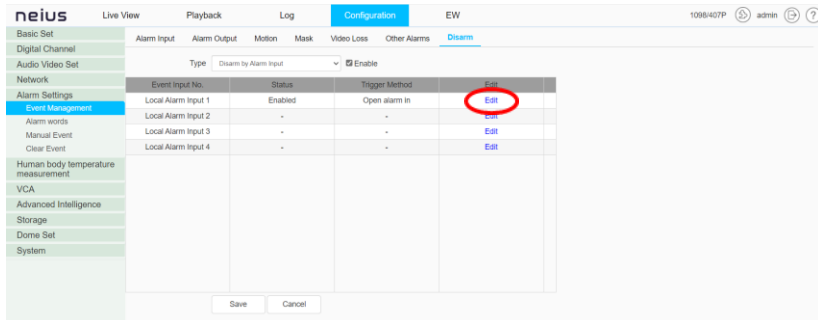 neius Live View Playback Log Configuration EW 1098/407P admin
Basic Set
Digital Channel
Audio Video Set
Network
Alarm Settings
Event Management
Alarm words
Manual Event
Clear Event
Human body temperature
measurement
VCA
Advanced Intelligence
Storage
Dome Set
System
Alarm Input Alarm Output Motion Mask Video Loss Other Alarms Disarm
Type Disarm by Alarm Input Enable
Event Input No. Status Trigger Method Edit
Local Alarm Input 1 Enabled Open alarm in Edit
Local Alarm Input 2 - - Edit
Local Alarm Input 3 - - Edit
Local Alarm Input 4 - - Edit
Save Cancel